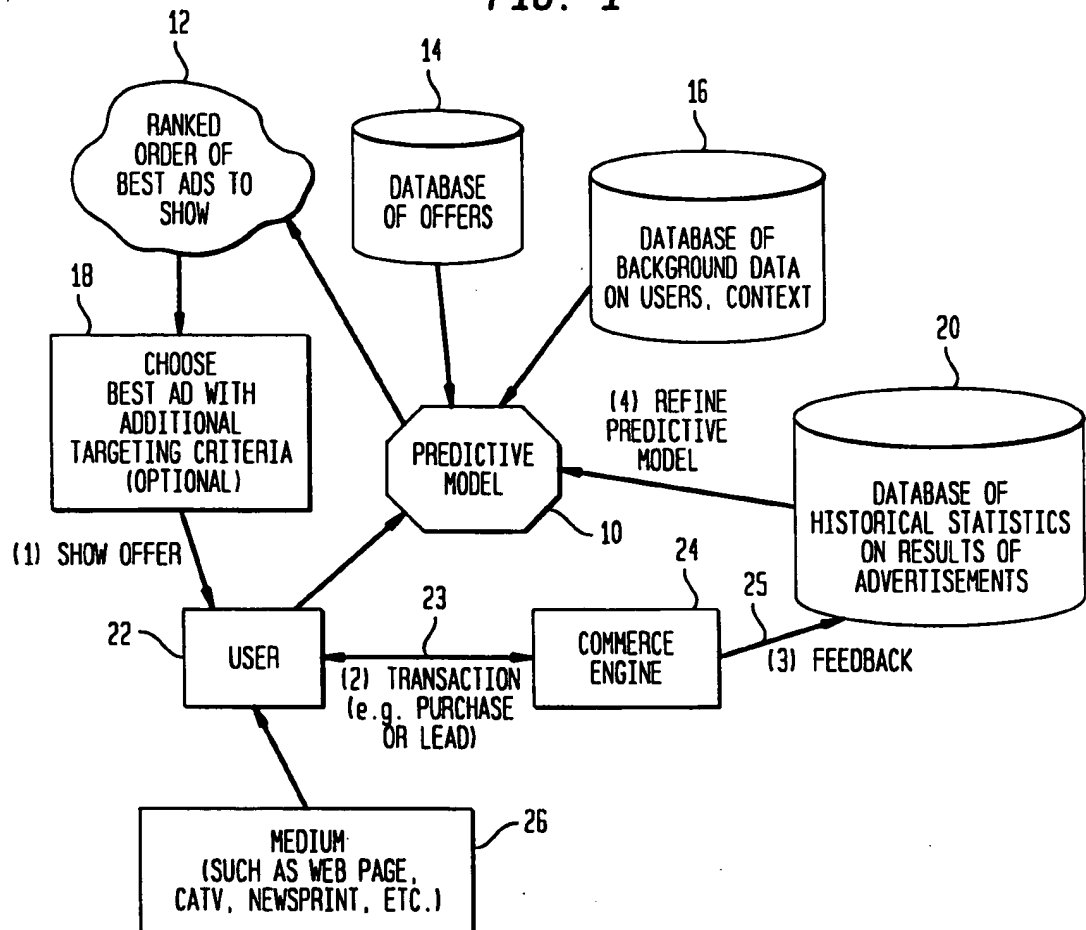 FIG. 1
12
RANKED
ORDER OF
BEST ADS TO
SHOW
14
DATABASE
OF OFFERS
16
DATABASE OF
BACKGROUND DATA
ON USERS, CONTEXT
18
CHOOSE
BEST AD WITH
ADDITIONAL
TARGETING CRITERIA
(OPTIONAL)
(4) REFINE
PREDICTIVE
MODEL
PREDICTIVE
MODEL
10
20
DATABASE OF
HISTORICAL STATISTICS
ON RESULTS OF
ADVERTISEMENTS
(1) SHOW OFFER
22
USER
23
(2) TRANSACTION
(e.g. PURCHASE
OR LEAD)
24
COMMERCE
ENGINE
25
(3) FEEDBACK
MEDIUM
(SUCH AS WEB PAGE,
CATV, NEWSPRINT, ETC.)
26